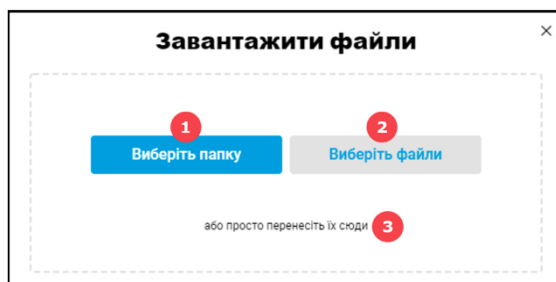 Завантажити файли
1
2
Виберіть папку
Виберіть файли
або просто перенесіть їх сюди 3